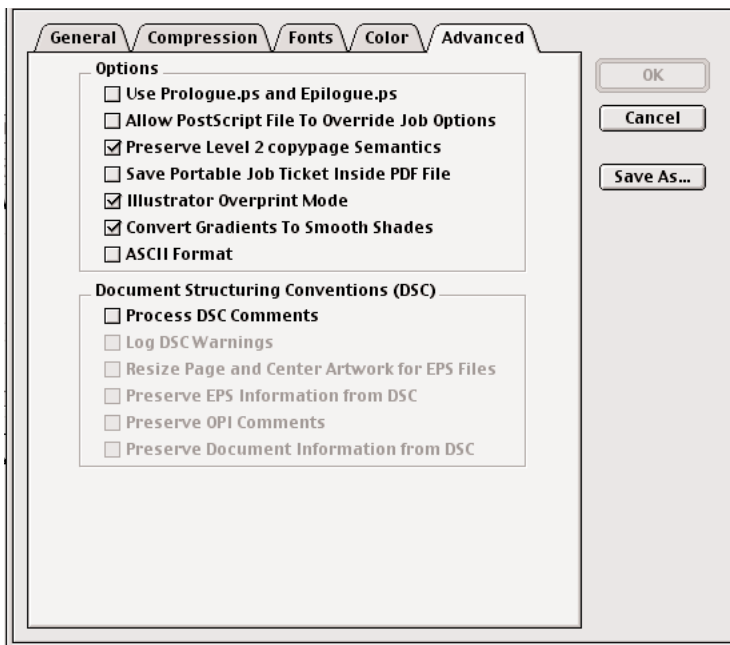 General Compression Fonts Color Advanced
Options
Use Prologue.ps and Epilogue.ps
Allow PostScript File To Override Job Options
Preserve Level 2 copypage Semantics
Save Portable Job Ticket Inside PDF File
Illustrator Overprint Mode
Convert Gradients To Smooth Shades
ASCII Format
Document Structuring Conventions (DSC)
Process DSC Comments
Log DSC Warnings
Resize Page and Center Artwork for EPS Files
Preserve EPS Information from DSC
Preserve OPI Comments
Preserve Document Information from DSC
OK
Cancel
Save As...